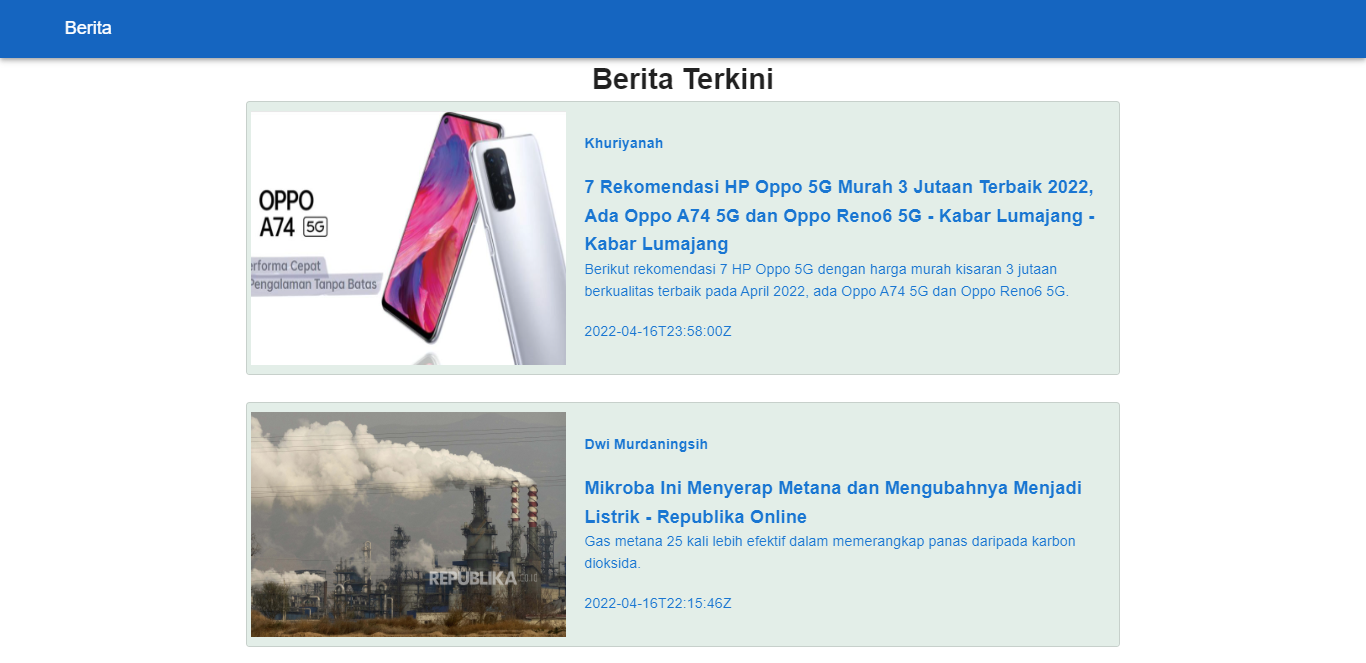 Berita
Berita Terkini
OPPO
A74 5G
erforma Cepat
Pengalaman Tanpa Batas
Khuriyanah
7 Rekomendasi HP Oppo 5G Murah 3 Jutaan Terbaik 2022,
Ada Oppo A74 5G dan Oppo Reno6 5G - Kabar Lumajang -
Kabar Lumajang
Berikut rekomendasi 7 HP Oppo 5G dengan harga murah kisaran 3 jutaan
berkualitas terbaik pada April 2022, ada Oppo A74 5G dan Oppo Reno6 5G.
2022-04-16T23:58:00Z
REPUBLIKA.co.id
Dwi Murdaningsih
Mikroba Ini Menyerap Metana dan Mengubahnya Menjadi
Listrik - Republika Online
Gas metana 25 kali lebih efektif dalam memerangkap panas daripada karbon
dioksida.
2022-04-16T22:15:46Z